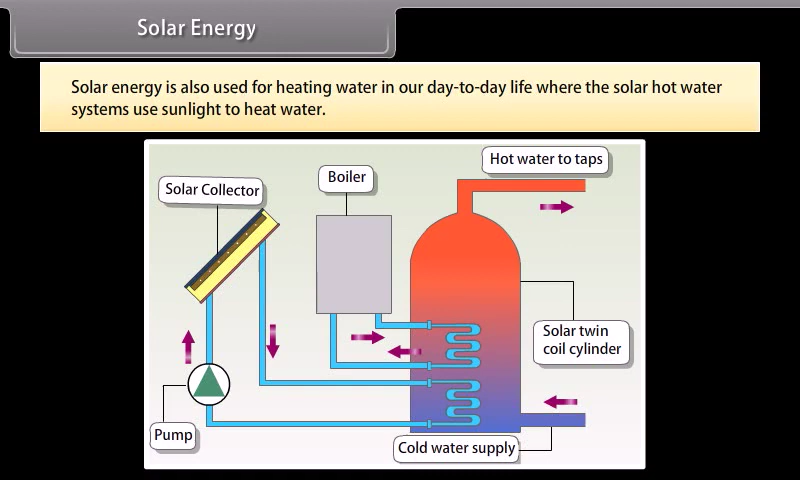 Solar Energy
Solar energy is also used for heating water in our day-to-day life where the solar hot water
systems use sunlight to heat water.
Hot water to taps
Boiler
Solar Collector
Solar twin
coil cylinder
Pump
Cold water supply